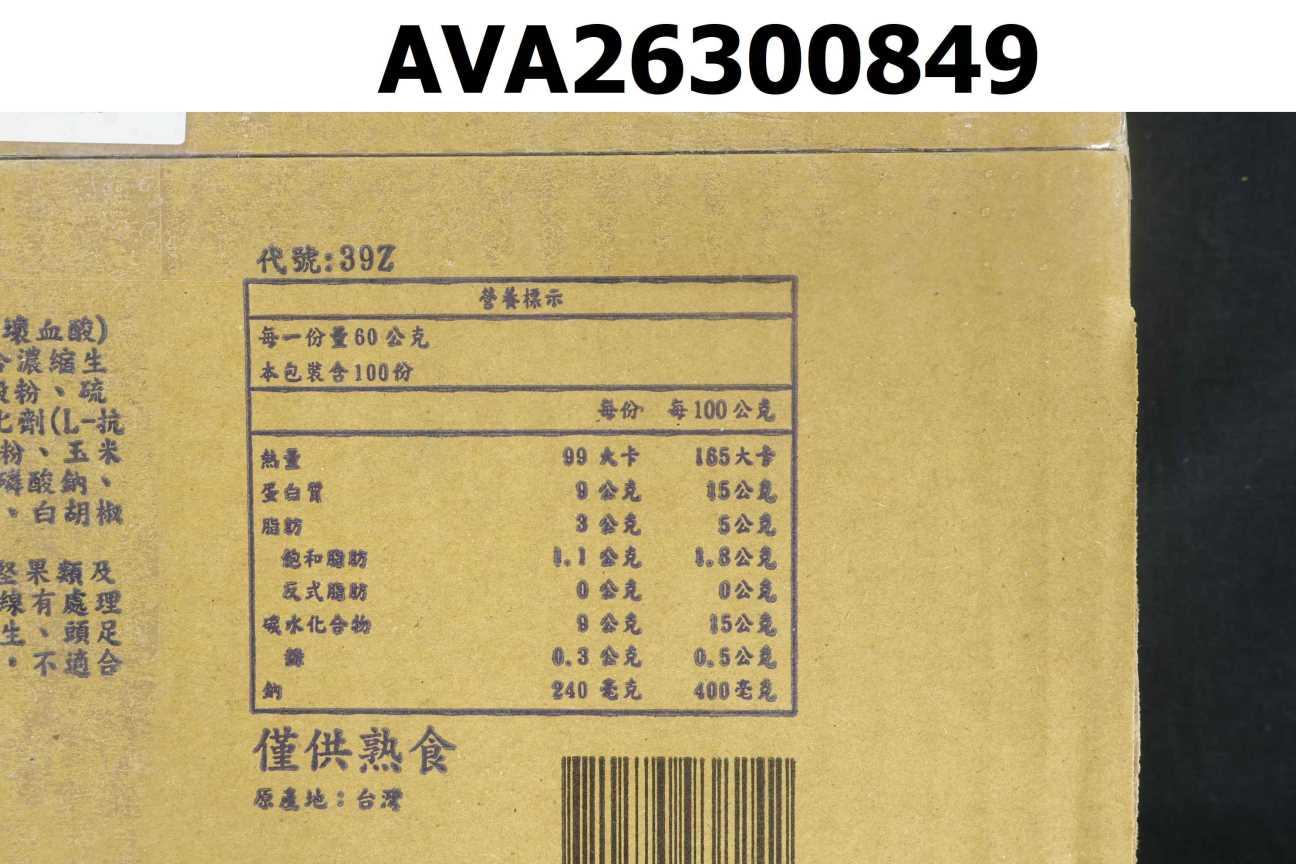 AVA26300849
代號:39Z
營養標示
每一份量60公克
本包裝含100份
每份 每100公克
熱量 99 大卡 165大卡
蛋白質 9 公克 15公克
脂肪 3 公克 5公克
飽和脂肪 1.1 公克 1.8公克
反式脂肪 0 公克 0公克
碳水化合物 9 公克 15公克
糖 0.3 公克 0.5公克
鈉 240 毫克 400毫克
僅供熟食
原產地：台灣
壞血酸)
濃縮生
粉、硫
劑(L-抗
粉、玉米
磷酸鈉、
。白胡椒
堅果類及
線有處理
生、頭足
。不適合